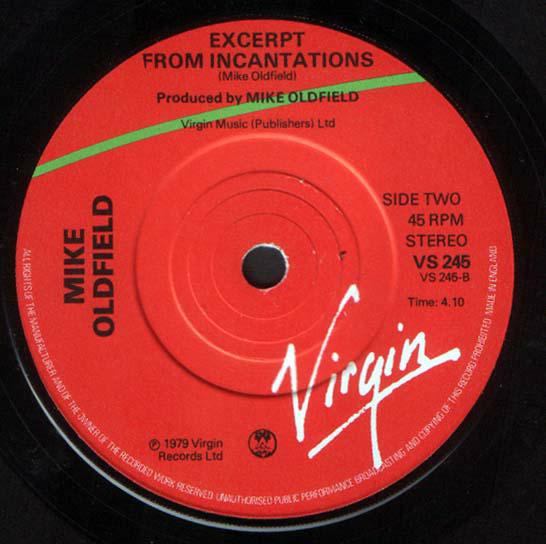 EXCERPT
FROM INCANTATIONS
(Mike Oldfield)
Produced by MIKE OLDFIELD
Virgin Music (Publishers) Ltd
MIKE
OLDFIELD
SIDE TWO
45 RPM
STEREO
VS 245
VS 245-B
Time: 4.10
Virgin
℗ 1979 Virgin
Records Ltd
ALL RIGHTS OF THE MANUFACTURER AND OF THE OWNER OF THE RECORDED WORK RESERVED UNAUTHORISED PUBLIC PERFORMANCE BROADCASTING AND COPYING OF THIS RECORD PROHIBITED MADE IN ENGLAND